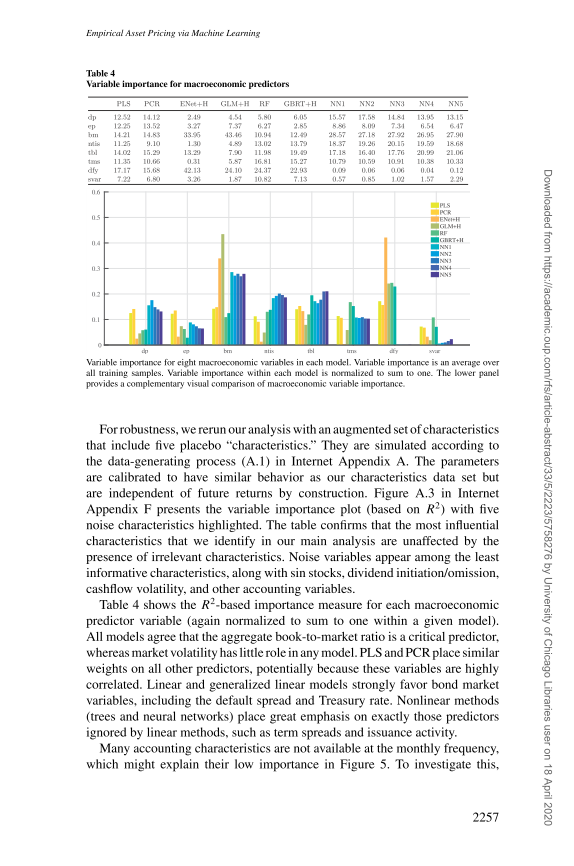 Empirical Asset Pricing via Machine Learning
Table 4
Variable importance for macroeconomic predictors
PLS PCR ENet+H GLM+H RF GBRT+H NN1 NN2 NN3 NN4 NN5
dp 12.52 14.12 2.49 4.54 5.80 6.05 15.57 17.58 14.84 13.95 13.15
ep 12.25 13.52 3.27 7.37 6.27 2.85 8.86 8.09 7.34 6.54 6.47
bm 14.21 14.83 33.95 43.46 10.94 12.49 28.57 27.18 27.92 26.95 27.90
ntis 11.25 9.10 1.30 4.89 13.02 13.79 18.37 19.26 20.15 19.59 18.68
tbl 14.02 15.29 13.29 7.90 11.98 19.49 17.18 16.40 17.76 20.99 21.06
tms 11.35 10.66 0.31 5.87 16.81 15.27 10.79 10.59 10.91 10.38 10.33
dfy 17.17 15.68 42.13 24.10 24.37 22.93 0.09 0.06 0.06 0.04 0.12
svar 7.22 6.80 3.26 1.87 10.82 7.13 0.57 0.85 1.02 1.57 2.29
0.6
0.5
0.4
0.3
0.2
0.1
0
PLS
PCR
ENet+H
GLM+H
RF
GBRT+H
NN1
NN2
NN3
NN4
NN5
dp ep bm ntis tbl tms dfy svar
Variable importance for eight macroeconomic variables in each model. Variable importance is an average over
all training samples. Variable importance within each model is normalized to sum to one. The lower panel
provides a complementary visual comparison of macroeconomic variable importance.
For robustness, we rerun our analysis with an augmented set of characteristics
that include five placebo “characteristics.” They are simulated according to
the data-generating process (A.1) in Internet Appendix A. The parameters
are calibrated to have similar behavior as our characteristics data set but
are independent of future returns by construction. Figure A.3 in Internet
Appendix F presents the variable importance plot (based on R²) with five
noise characteristics highlighted. The table confirms that the most influential
characteristics that we identify in our main analysis are unaffected by the
presence of irrelevant characteristics. Noise variables appear among the least
informative characteristics, along with sin stocks, dividend initiation/omission,
cashflow volatility, and other accounting variables.
Table 4 shows the R²-based importance measure for each macroeconomic
predictor variable (again normalized to sum to one within a given model).
All models agree that the aggregate book-to-market ratio is a critical predictor,
whereas market volatility has little role in any model. PLS and PCR place similar
weights on all other predictors, potentially because these variables are highly
correlated. Linear and generalized linear models strongly favor bond market
variables, including the default spread and Treasury rate. Nonlinear methods
(trees and neural networks) place great emphasis on exactly those predictors
ignored by linear methods, such as term spreads and issuance activity.
Many accounting characteristics are not available at the monthly frequency,
which might explain their low importance in Figure 5. To investigate this,
2257
Downloaded from https://academic.oup.com/rfs/article-abstract/33/5/2223/5758276 by University of Chicago Libraries user on 18 April 2020